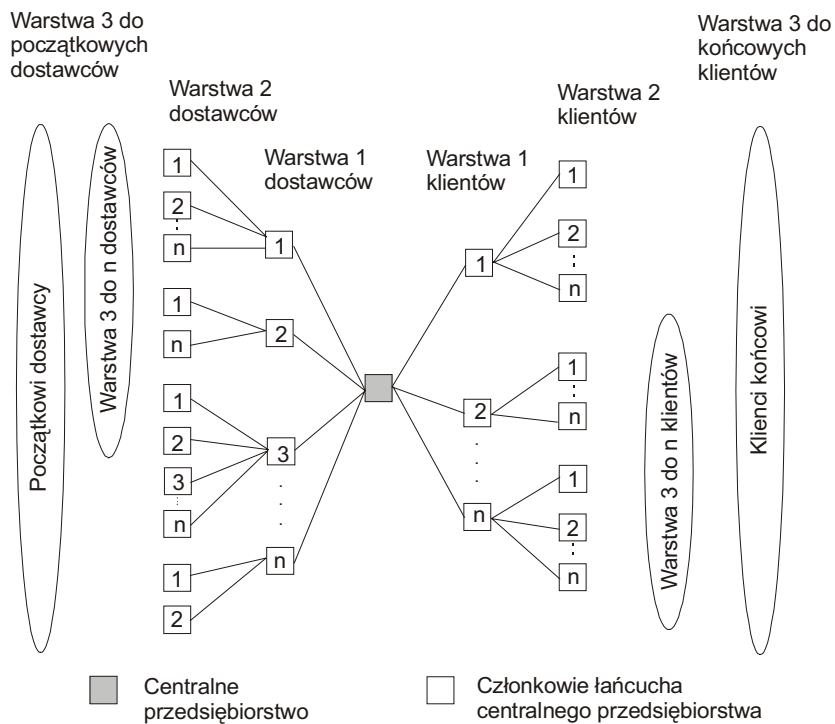 Warstwa 3 do
początkowych
dostawców
Warstwa 3 do
końcowych
klientów
Warstwa 2
dostawców
Warstwa 2
klientów
Warstwa 1
dostawców
Warstwa 1
klientów
Początkowi dostawcy
Warstwa 3 do n dostawców
1
2
n
1
n
1
2
3
n
1
2
1
2
3
n
1
2
n
1
2
n
1
n
1
2
n
Warstwa 3 do n klientów
Klienci końcowi
Centralne
przedsiębiorstwo
Członkowie łańcucha
centralnego przedsiębiorstwa